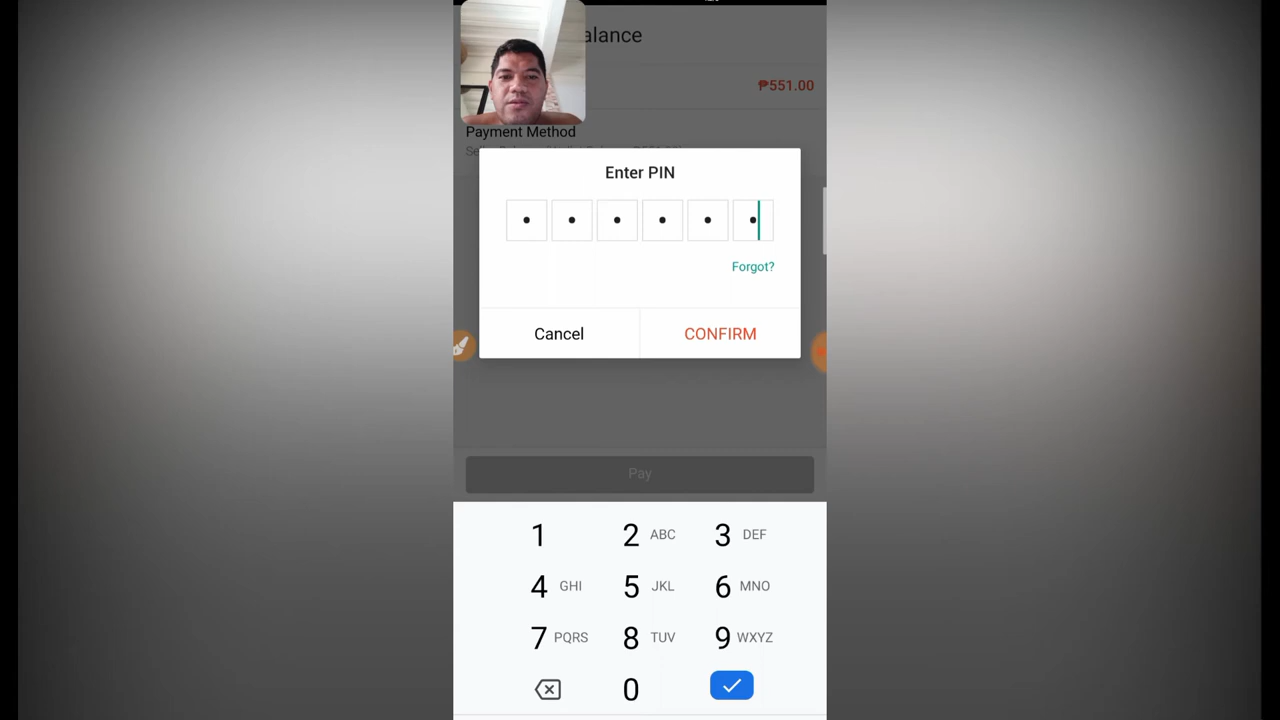 alance
₱551.00
Payment Method
Enter PIN
Forgot?
Cancel
CONFIRM
Pay
1
2 ABC
3 DEF
4 GHI
5 JKL
6 MNO
7 PQRS
8 TUV
9 WXYZ
0